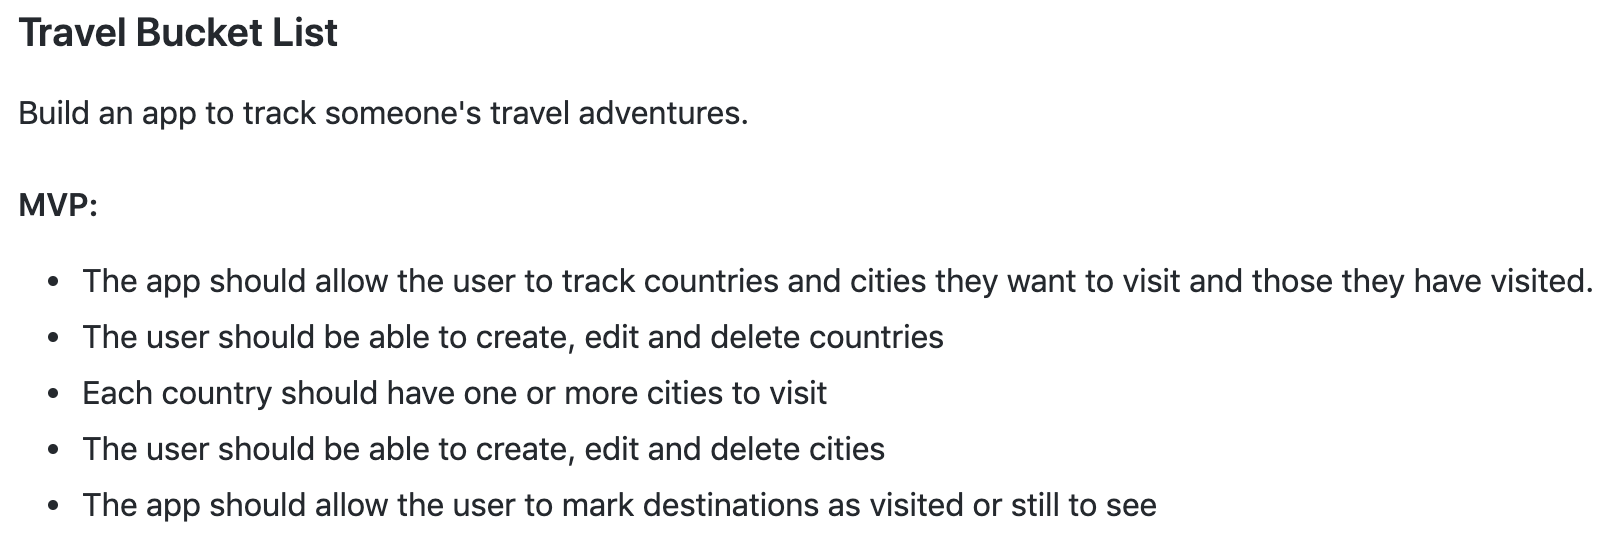 Travel Bucket List
Build an app to track someone's travel adventures.
MVP:
• The app should allow the user to track countries and cities they want to visit and those they have visited.
• The user should be able to create, edit and delete countries
• Each country should have one or more cities to visit
• The user should be able to create, edit and delete cities
• The app should allow the user to mark destinations as visited or still to see